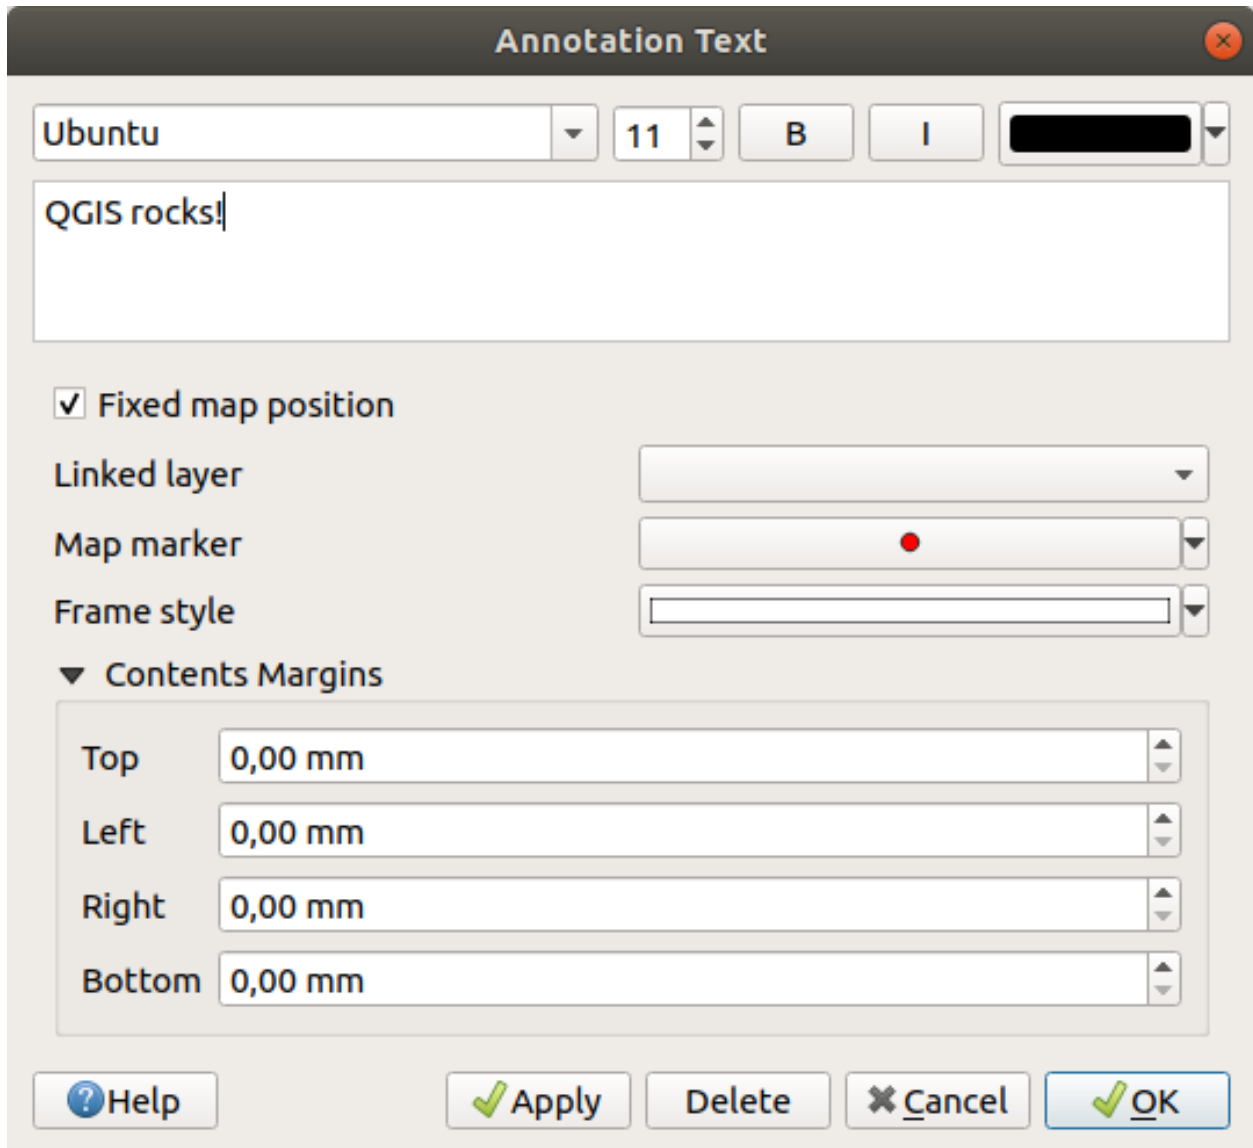 Annotation Text
Ubuntu 11 B I
QGIS rocks!
Fixed map position
Linked layer
Map marker
Frame style
Contents Margins
Top 0,00 mm
Left 0,00 mm
Right 0,00 mm
Bottom 0,00 mm
Help Apply Delete Cancel OK